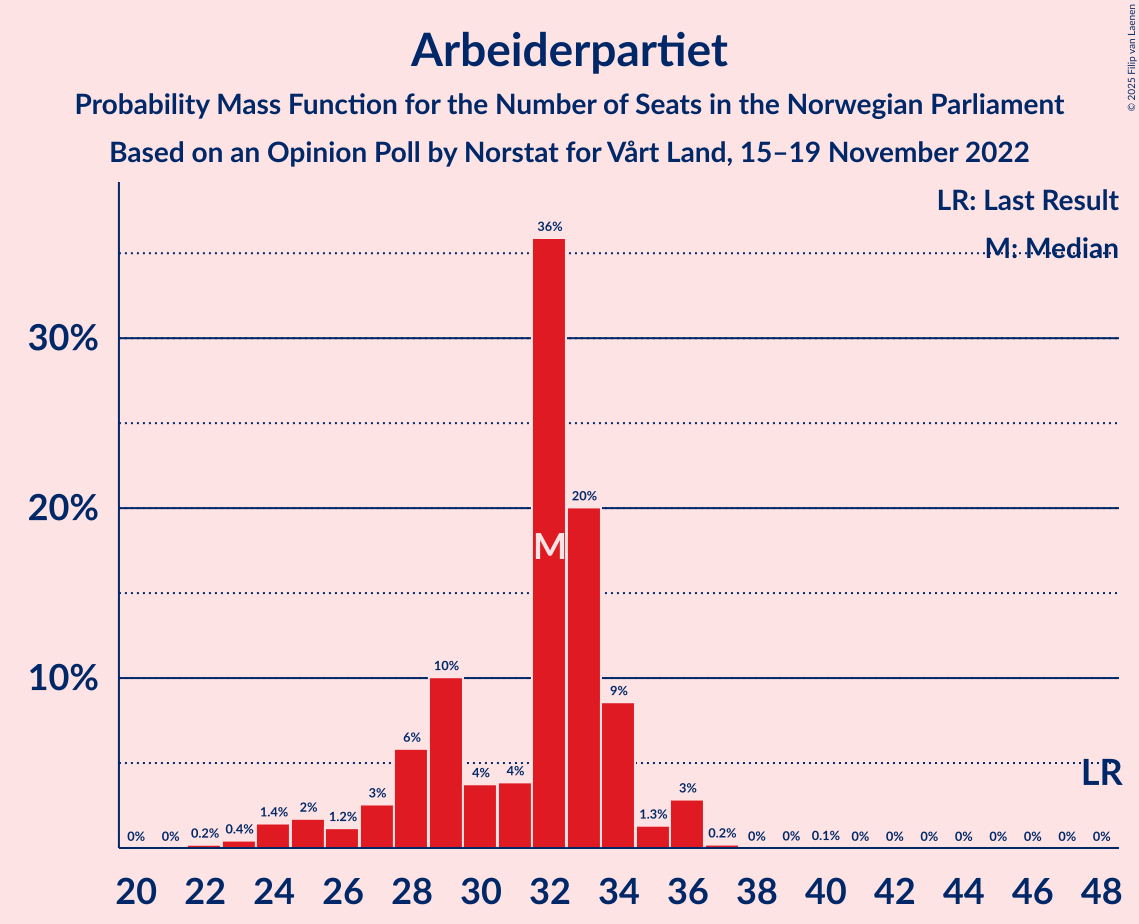 Arbeiderpartiet
Probability Mass Function for the Number of Seats in the Norwegian Parliament
Based on an Opinion Poll by Norstat for Vårt Land, 15–19 November 2022
© 2025 Filip van Laenen
LR: Last Result
M: Median
30%
20%
10%
0% 0% 0.2% 0.4% 1.4% 2% 1.2% 3% 6% 10% 4% 4% 36% 20% 9% 1.3% 3% 0.2% 0% 0% 0.1% 0% 0% 0% 0% 0% 0% 0% 0%
M
LR
20 22 24 26 28 30 32 34 36 38 40 42 44 46 48